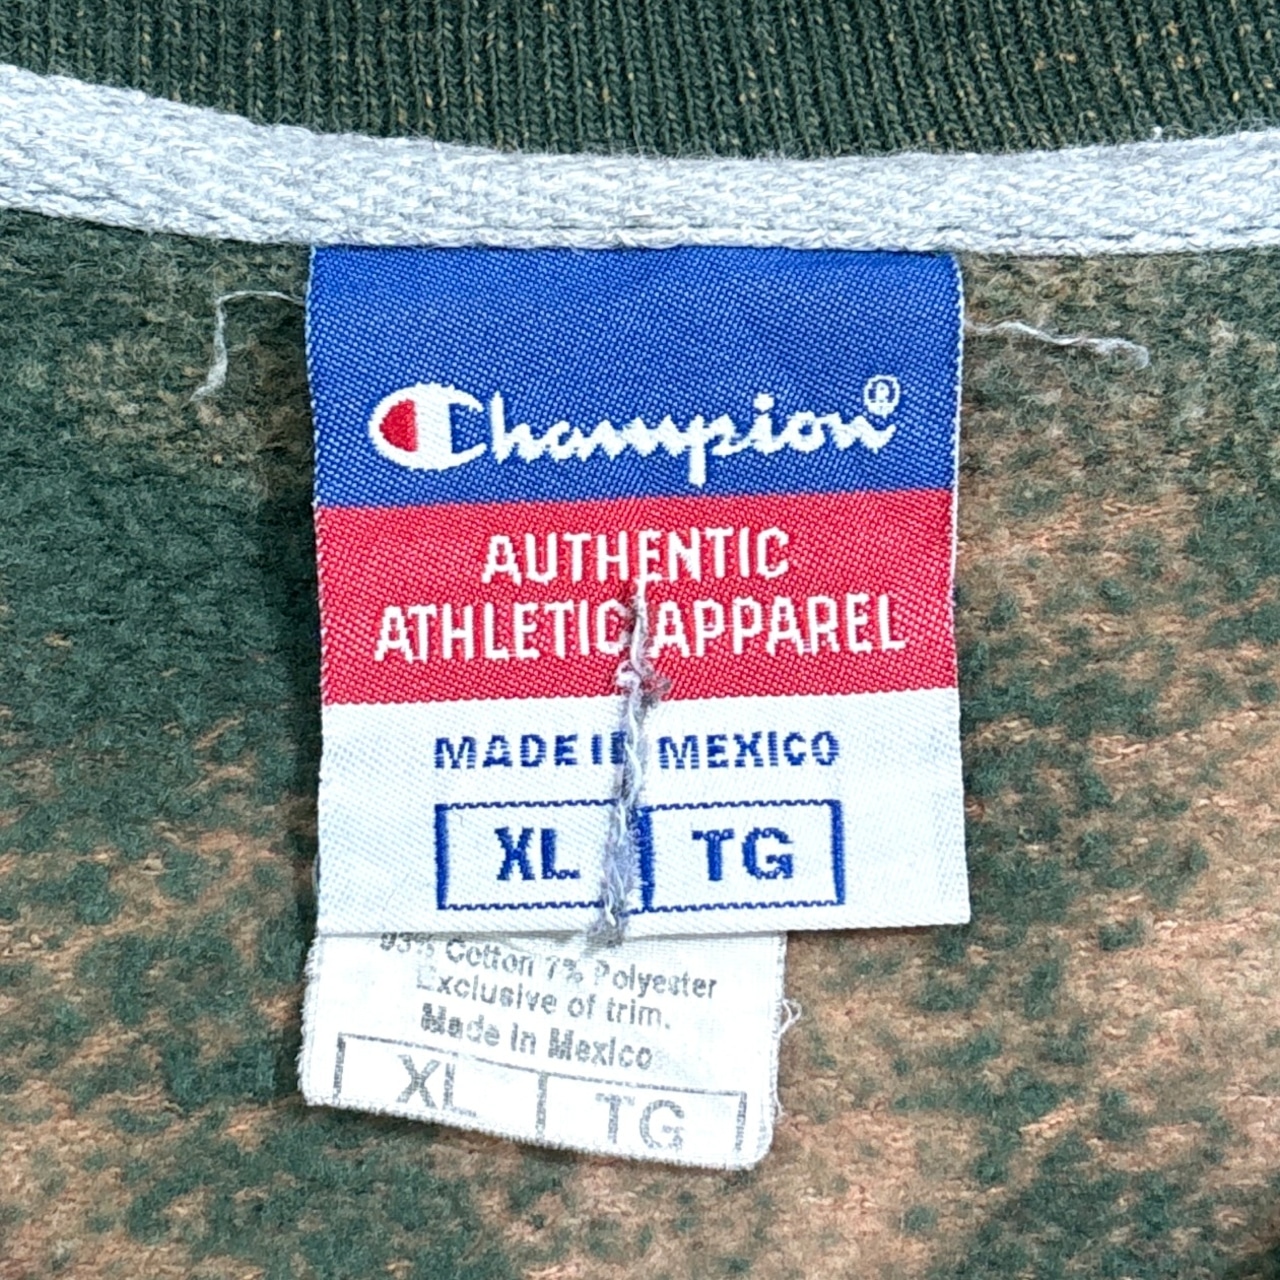 Champion®
AUTHENTIC
ATHLETIC APPAREL
MADE IN MEXICO
XL TG
93% Cotton 7% Polyester
Exclusive of trim.
Made in Mexico
XL TG